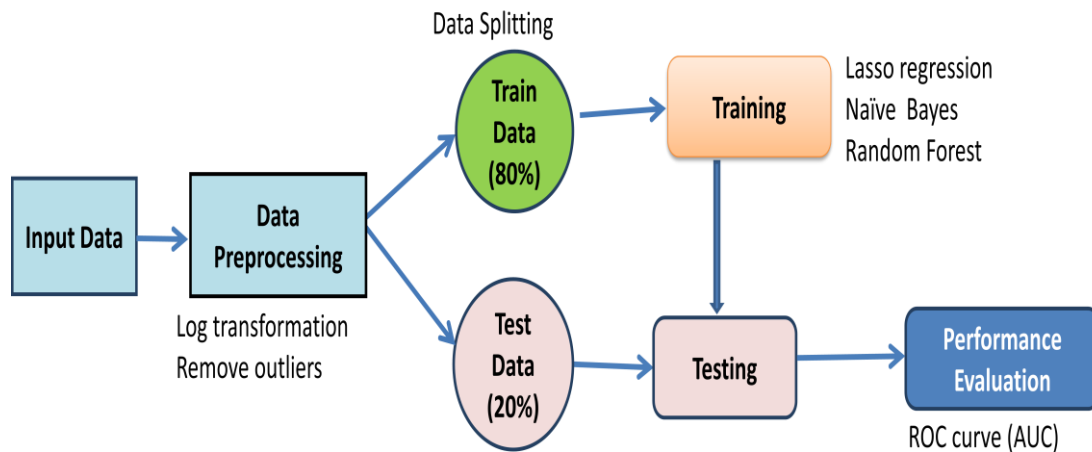 Data Splitting
Train
Data
(80%)
Training
Lasso regression
Naïve Bayes
Random Forest
Input Data
Data
Preprocessing
Log transformation
Remove outliers
Test
Data
(20%)
Testing
Performance
Evaluation
ROC curve (AUC)